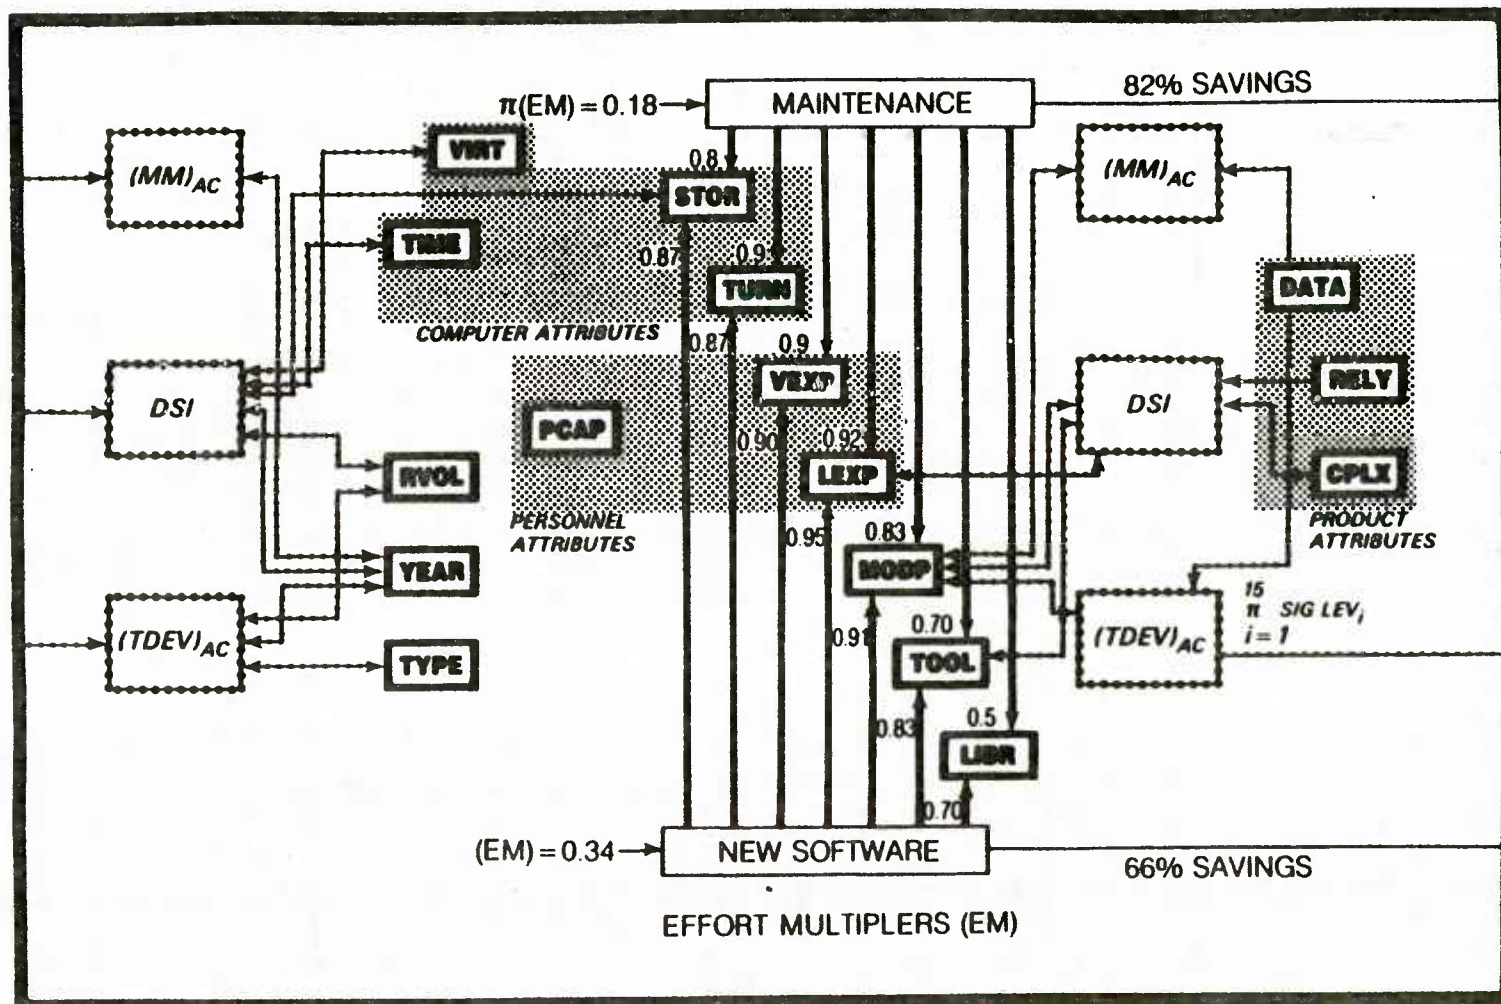 82% SAVINGS
π(EM) = 0.18
MAINTENANCE
VIRT
(MM)AC
0.8
STOR
(MM)AC
TIME
0.87
0.9
TURN
DATA
COMPUTER ATTRIBUTES
0.87
0.9
VEXP
RELY
DSI
DSI
PCAP
0.90
0.92
LEXP
CPLX
RVOL
PERSONNEL
ATTRIBUTES
0.95
0.83
PRODUCT
ATTRIBUTES
YEAR
MODP
15
π SIG LEVi
i = 1
0.91
0.70
(TDEV)AC
(TDEV)AC
TYPE
TOOL
0.83
0.5
LIBR
0.70
(EM) = 0.34
NEW SOFTWARE
66% SAVINGS
EFFORT MULTIPLERS (EM)